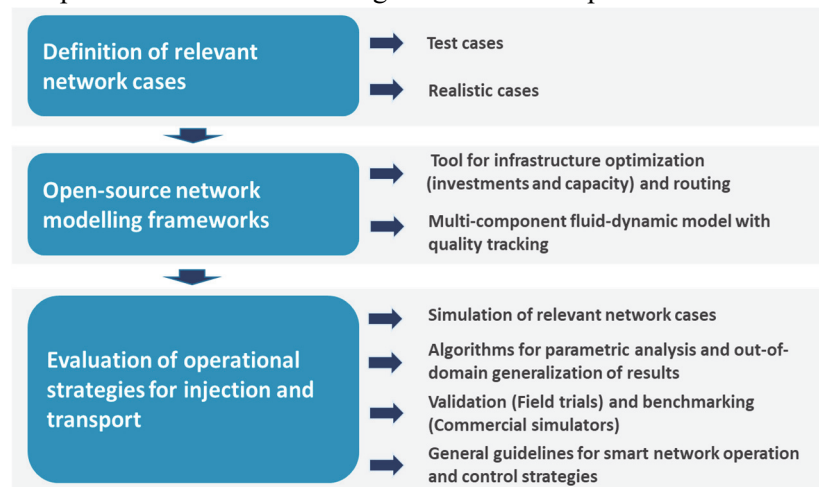 Definition of relevant
network cases
Test cases
Realistic cases
Open-source network
modelling frameworks
Tool for infrastructure optimization
(investments and capacity) and routing
Multi-component fluid-dynamic model with
quality tracking
Evaluation of operational
strategies for injection and
transport
Simulation of relevant network cases
Algorithms for parametric analysis and out-of-
domain generalization of results
Validation (Field trials) and benchmarking
(Commercial simulators)
General guidelines for smart network operation
and control strategies